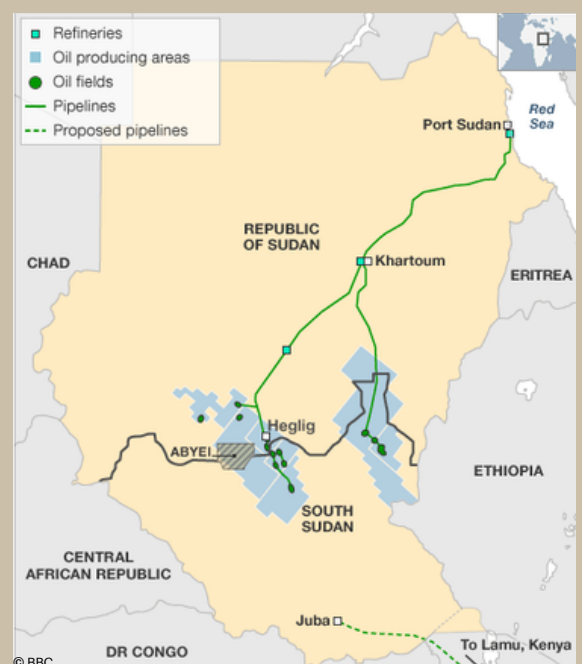 Refineries
Oil producing areas
Oil fields
Pipelines
Proposed pipelines
Port Sudan
Red
Sea
REPUBLIC
OF SUDAN
Khartoum
CHAD
ERITREA
Heglig
ABYEI
ETHIOPIA
SOUTH
SUDAN
CENTRAL
AFRICAN REPUBLIC
Juba
To Lamu, Kenya
DR CONGO
© BBC